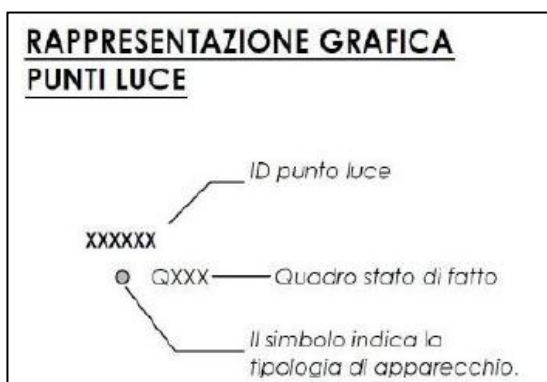 RAPPRESENTAZIONE GRAFICA
PUNTI LUCE
ID punto luce
XXXXXX
QXXX
Quadro stato di fatto
Il simbolo indica la
tipologia di apparecchio.